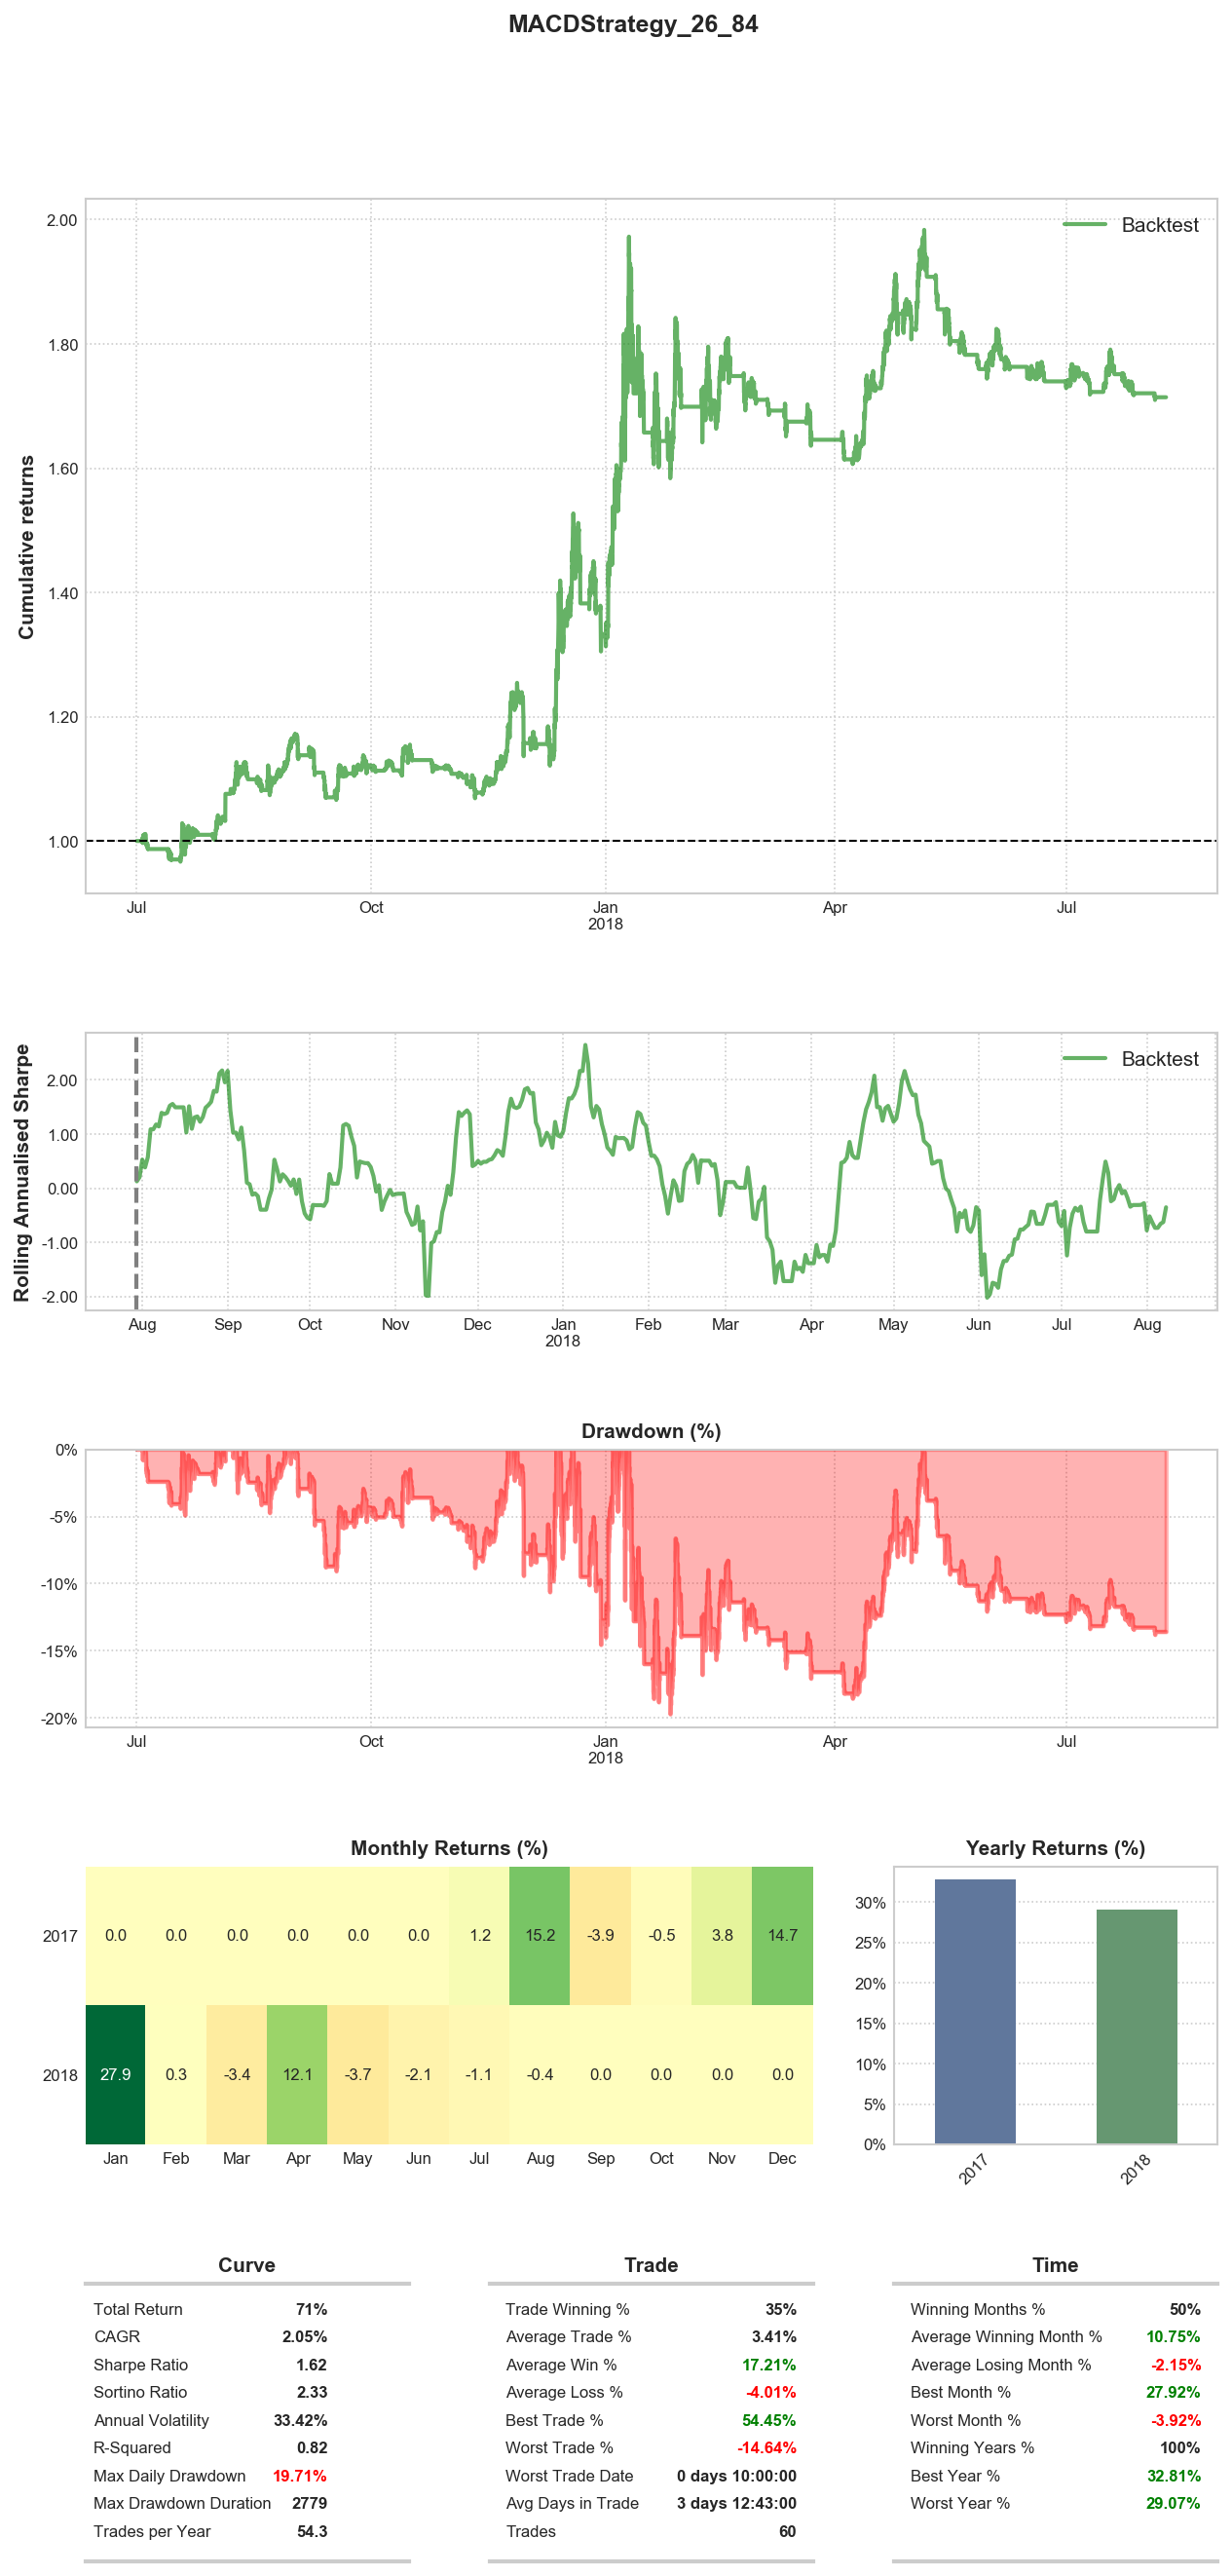 MACDStrategy_26_84
Cumulative returns
2.00
1.80
1.60
1.40
1.20
1.00
Backtest
Jul Oct Jan Apr Jul
2018
Rolling Annualised Sharpe
2.00
1.00
0.00
-1.00
-2.00
Backtest
Aug Sep Oct Nov Dec Jan Feb Mar Apr May Jun Jul Aug
2018
Drawdown (%)
0%
-5%
-10%
-15%
-20%
Jul Oct Jan Apr Jul
2018
Monthly Returns (%)
2017 0.0 0.0 0.0 0.0 0.0 0.0 1.2 15.2 -3.9 -0.5 3.8 14.7
2018 27.9 0.3 -3.4 12.1 -3.7 -2.1 -1.1 -0.4 0.0 0.0 0.0 0.0
Jan Feb Mar Apr May Jun Jul Aug Sep Oct Nov Dec
Yearly Returns (%)
30%
25%
20%
15%
10%
5%
0%
2017 2018
Curve
Total Return 71%
CAGR 2.05%
Sharpe Ratio 1.62
Sortino Ratio 2.33
Annual Volatility 33.42%
R-Squared 0.82
Max Daily Drawdown 19.71%
Max Drawdown Duration 2779
Trades per Year 54.3
Trade
Trade Winning % 35%
Average Trade % 3.41%
Average Win % 17.21%
Average Loss % -4.01%
Best Trade % 54.45%
Worst Trade % -14.64%
Worst Trade Date 0 days 10:00:00
Avg Days in Trade 3 days 12:43:00
Trades 60
Time
Winning Months % 50%
Average Winning Month % 10.75%
Average Losing Month % -2.15%
Best Month % 27.92%
Worst Month % -3.92%
Winning Years % 100%
Best Year % 32.81%
Worst Year % 29.07%